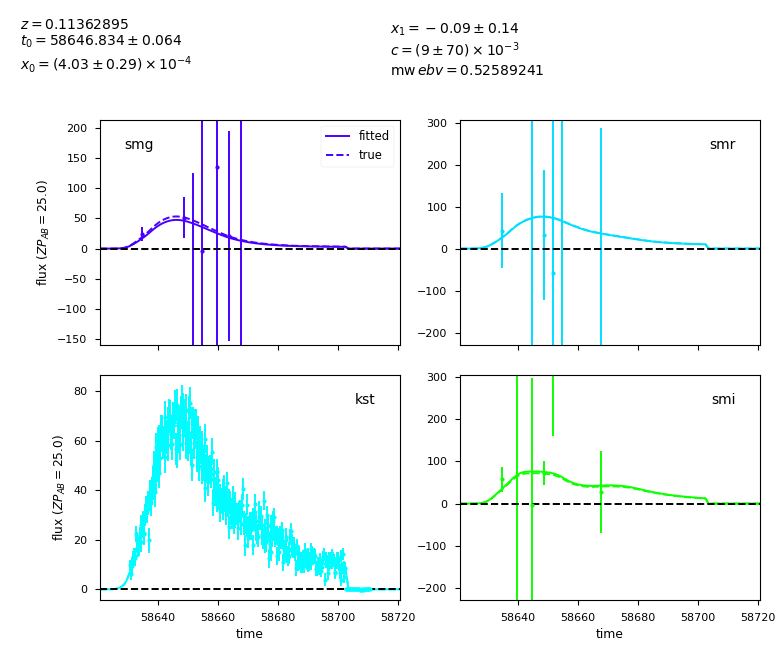 z = 0.11362895
t₀ = 58646.834 ± 0.064
x₀ = (4.03 ± 0.29) × 10⁻⁴
x₁ = −0.09 ± 0.14
c = (9 ± 70) × 10⁻³
mw ebv = 0.52589241
smg
fitted
true
200
150
100
50
0
−50
−100
−150
flux (ZP_AB = 25.0)
smr
300
200
100
0
−100
−200
kst
80
60
40
20
0
flux (ZP_AB = 25.0)
58640 58660 58680 58700 58720
time
smi
300
200
100
0
−100
−200
58640 58660 58680 58700 58720
time